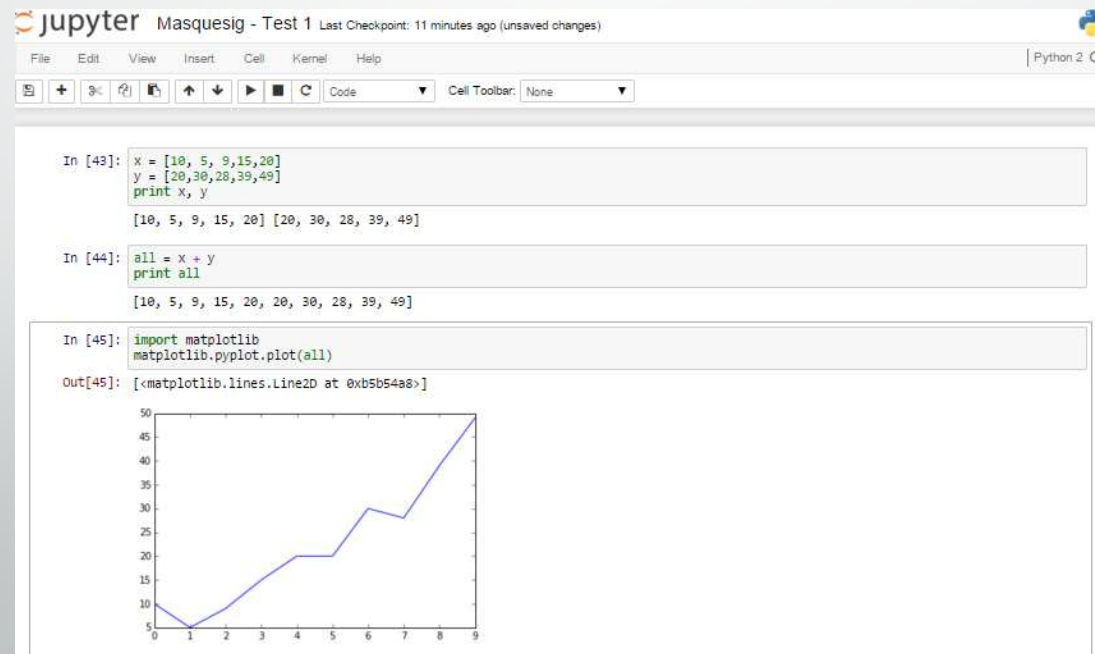 jupyter Masquesig - Test 1 Last Checkpoint: 11 minutes ago (unsaved changes)
File Edit View Insert Cell Kernel Help Python 2
Code Cell Toolbar: None
In [43]: x = [10, 5, 9,15,20]
y = [20,30,28,39,49]
print x, y
[10, 5, 9, 15, 20] [20, 30, 28, 39, 49]
In [44]: all = x + y
print all
[10, 5, 9, 15, 20, 20, 30, 28, 39, 49]
In [45]: import matplotlib
matplotlib.pyplot.plot(all)
Out[45]: [<matplotlib.lines.Line2D at 0xb5b54a8>]
50
45
40
35
30
25
20
15
10
5
0 1 2 3 4 5 6 7 8 9